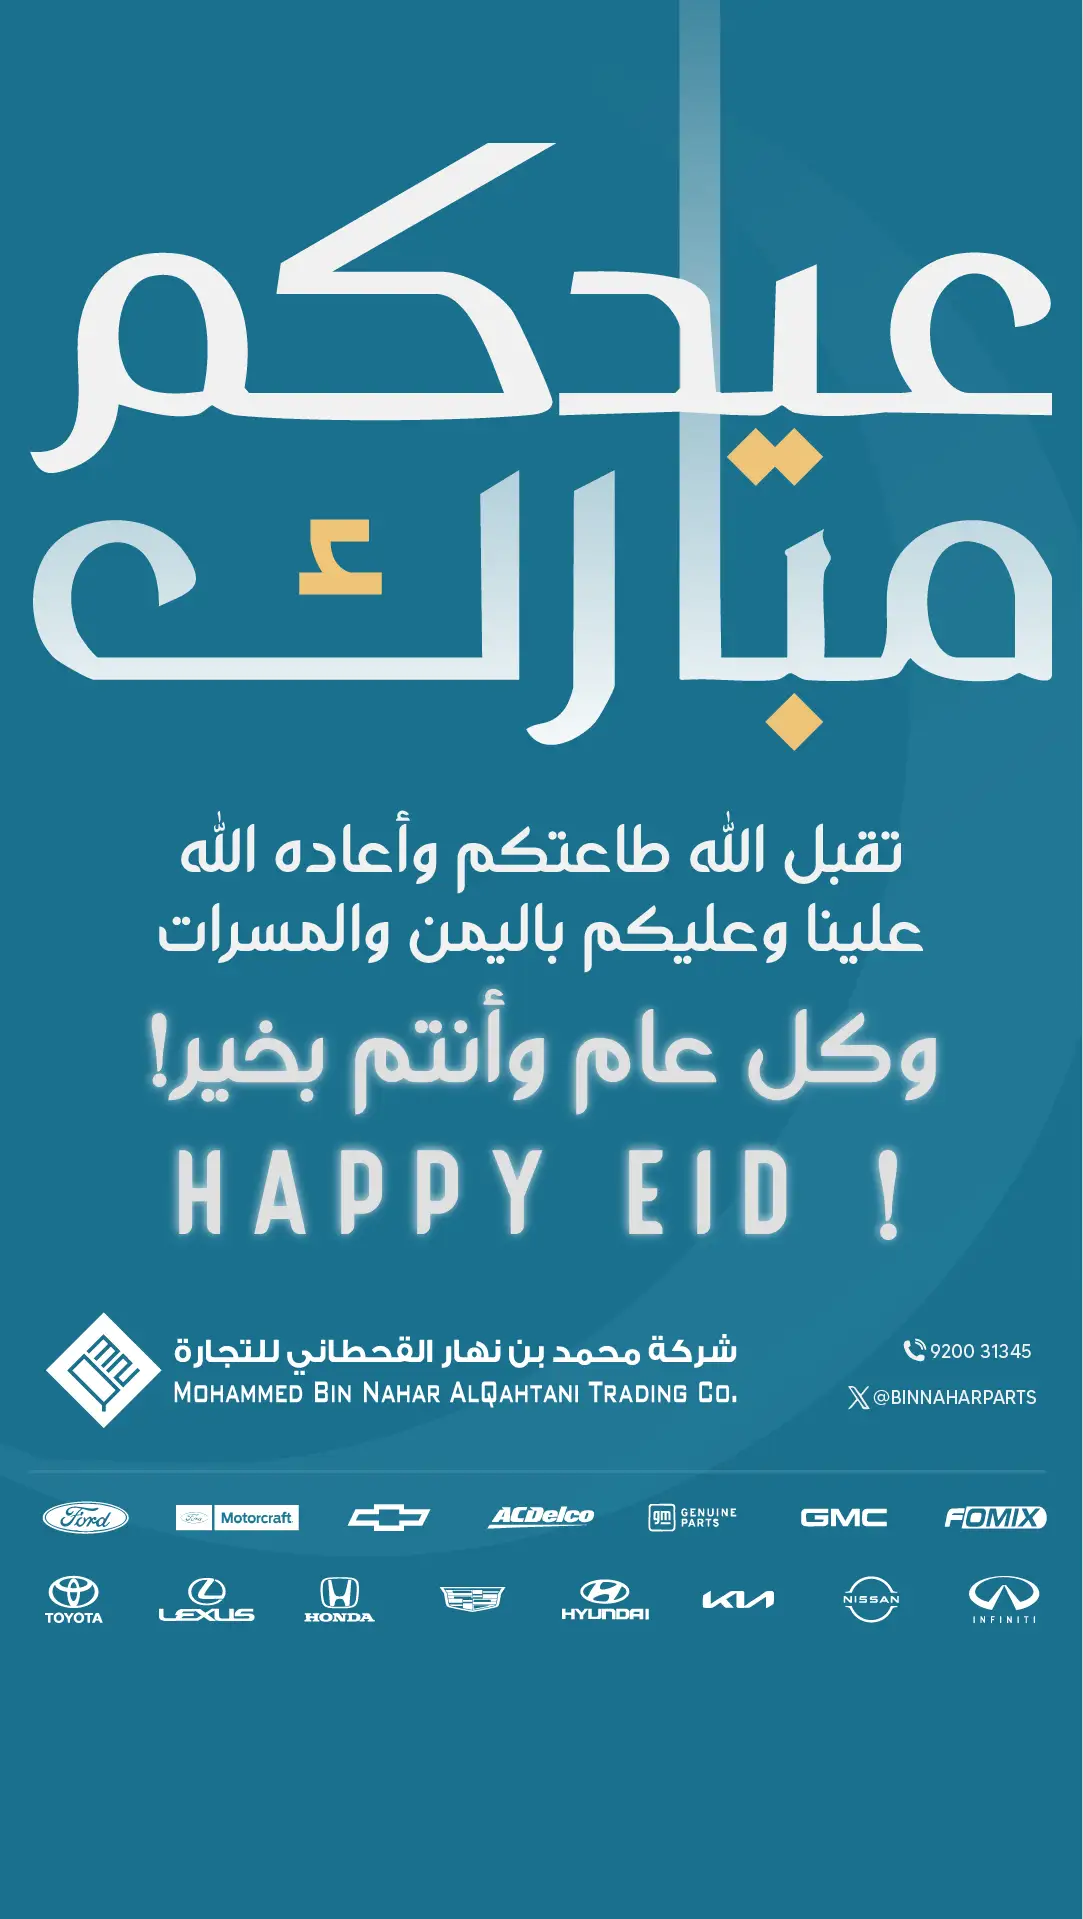 عيدكم
مبارك
تقبل الله طاعتكم وأعاده الله
علينا وعليكم باليمن والمسرات
وكل عام وأنتم بخير!
HAPPY EID !
شركة محمد بن نهار القحطاني للتجارة
MOHAMMED BIN NAHAR ALQAHTANI TRADING CO.
9200 31345
@BINNAHARPARTS
Ford
Ford Motorcraft
ACDelco
gm GENUINE PARTS
GMC
FOMIX
TOYOTA
LEXUS
HONDA
HYUNDAI
KIA
NISSAN
INFINITI